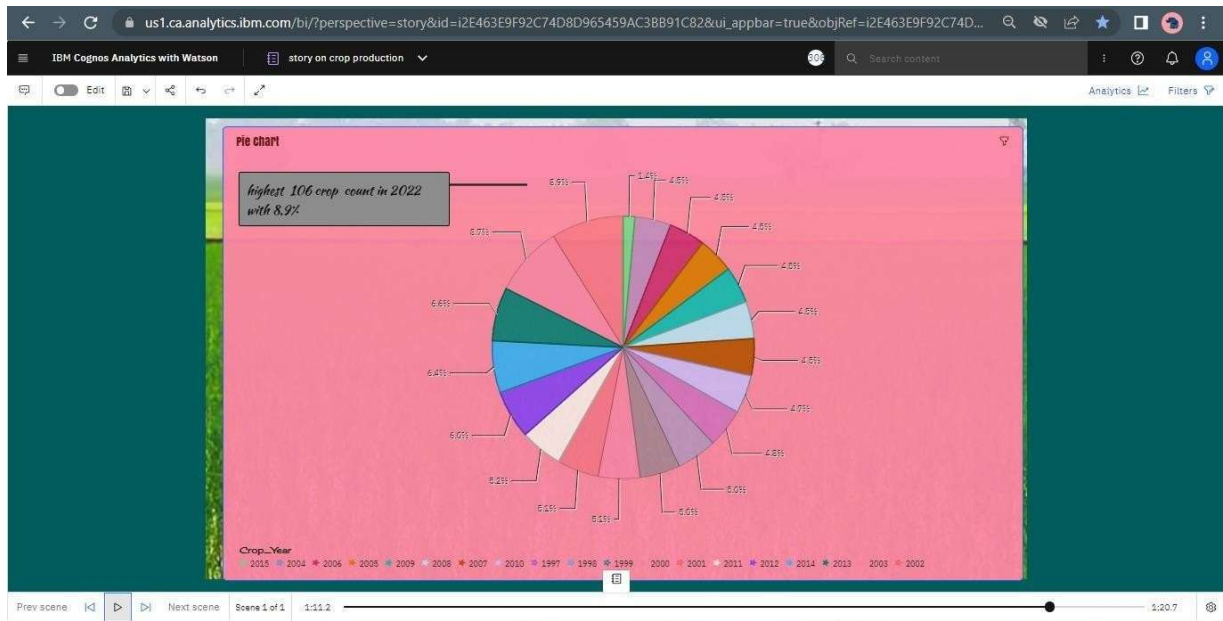 us1.ca.analytics.ibm.com/bi/?perspective=story&id=i2E463E9F92C74D8D965459AC3BB91C82&ui_appbar=true&objRef=i2E463E9F92C74D...
IBM Cognos Analytics with Watson story on crop production Search content
Edit Analytics Filters
Pie chart
highest 106 crop count in 2022
with 8.9%
8.9% 1.4% 4.5%
4.5%
8.7% 4.5%
4.5%
6.6% 4.5%
4.5%
6.4%
4.7%
6.0% 4.8%
5.2% 5.0%
5.1% 5.1% 5.0%
Crop_Year
2015 2004 2006 2005 2009 2008 2007 2010 1997 1998 1999 2000 2001 2011 2012 2014 2013 2003 2002
Prev scene Next scene Scene 1 of 1 1:11.2 1:20.7